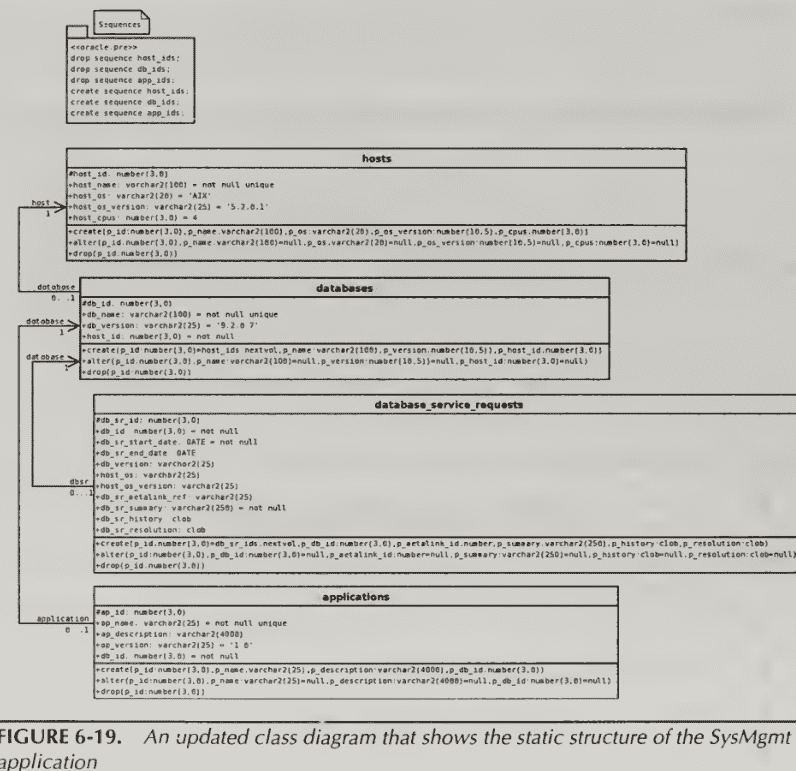 Sequences
<<oracle.pre>>
drop sequence host_ids;
drop sequence db_ids;
drop sequence app_ids;
create sequence host_ids;
create sequence db_ids;
create sequence app_ids;
hosts
#host_id: number(3,0)
+host_name: varchar2(100) = not null unique
+host_os: varchar2(20) = 'AIX'
+host_os_version: varchar2(25) = '5.2.0.1'
+host_cpus: number(3,0) = 4
+create(p_id:number(3,0),p_name:varchar2(100),p_os:varchar2(20),p_os_version:number(10,5),p_cpus:number(3,0))
+alter(p_id:number(3,0),p_name:varchar2(100)=null,p_os:varchar2(20)=null,p_os_version:number(10,5)=null,p_cpus:number(3,0)=null)
+drop(p_id:number(3,0))
host
1
database
0..1
databases
#db_id: number(3,0)
+db_name: varchar2(100) = not null unique
+db_version: varchar2(25) = '9.2.0.7'
+host_id: number(3,0) = not null
+create(p_id:number(3,0)=host_ids.nextval,p_name:varchar2(100),p_version:number(10,5)),p_host_id:number(3,0))
+alter(p_id:number(3,0),p_name:varchar2(100)=null,p_version:number(10,5))=null,p_host_id:number(3,0)=null)
+drop(p_id:number(3,0))
database
1
database
1
database_service_requests
#db_sr_id: number(3,0)
+db_id: number(3,0) = not null
+db_sr_start_date: DATE = not null
+db_sr_end_date: DATE
+db_version: varchar2(25)
+host_os: varchar2(25)
+host_os_version: varchar2(25)
+db_sr_metalink_ref: varchar2(25)
+db_sr_summary: varchar2(250) = not null
+db_sr_history: clob
+db_sr_resolution: clob
+create(p_id:number(3,0)=db_sr_ids.nextval,p_db_id:number(3,0),p_metalink_id:number,p_summary:varchar2(250),p_history:clob,p_resolution:clob)
+alter(p_id:number(3,0),p_db_id:number(3,0)=null,p_metalink_id:number=null,p_summary:varchar2(250)=null,p_history:clob=null,p_resolution:clob=null)
+drop(p_id:number(3,0))
dbsr
0...1
applications
#ap_id: number(3,0)
+ap_name: varchar2(25) = not null unique
+ap_description: varchar2(4000)
+ap_version: varchar2(25) = '1.0'
+db_id: number(3,0) = not null
+create(p_id:number(3,0),p_name:varchar2(25),p_description:varchar2(4000),p_db_id:number(3,0))
+alter(p_id:number(3,0),p_name:varchar2(25)=null,p_description:varchar2(4000)=null,p_db_id:number(3,0)=null)
+drop(p_id:number(3,0))
application
0..1
FIGURE 6-19. An updated class diagram that shows the static structure of the SysMgmt
application